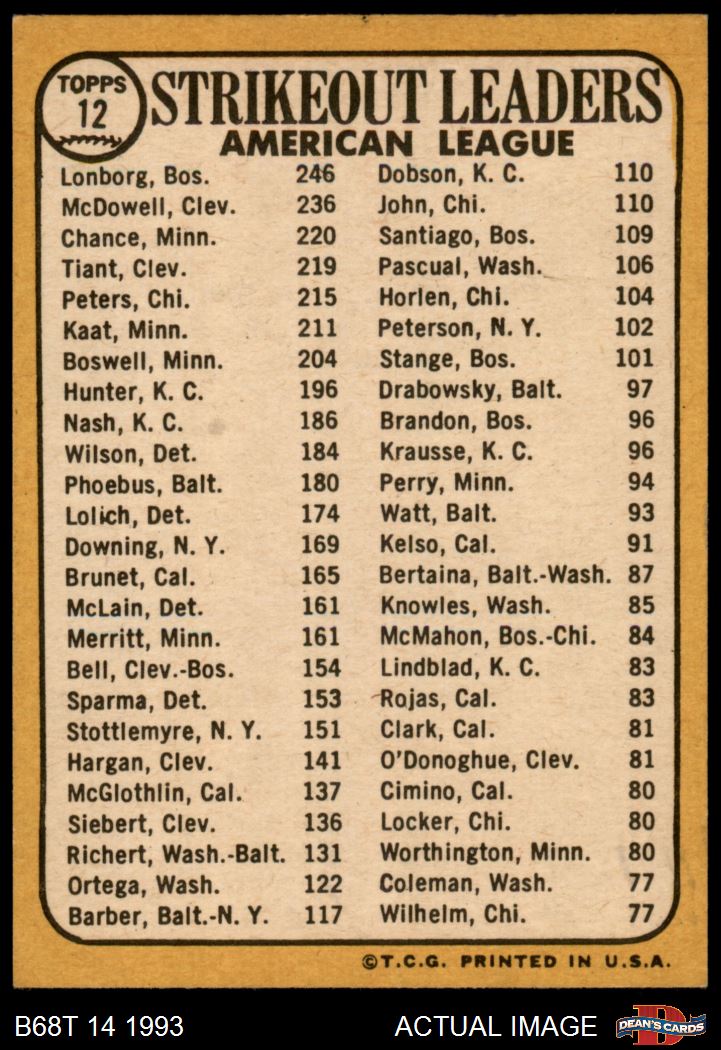 TOPPS
12
STRIKEOUT LEADERS
AMERICAN LEAGUE
Lonborg, Bos. 246
McDowell, Clev. 236
Chance, Minn. 220
Tiant, Clev. 219
Peters, Chi. 215
Kaat, Minn. 211
Boswell, Minn. 204
Hunter, K. C. 196
Nash, K. C. 186
Wilson, Det. 184
Phoebus, Balt. 180
Lolich, Det. 174
Downing, N. Y. 169
Brunet, Cal. 165
McLain, Det. 161
Merritt, Minn. 161
Bell, Clev.-Bos. 154
Sparma, Det. 153
Stottlemyre, N. Y. 151
Hargan, Clev. 141
McGlothlin, Cal. 137
Siebert, Clev. 136
Richert, Wash.-Balt. 131
Ortega, Wash. 122
Barber, Balt.-N. Y. 117
Dobson, K. C. 110
John, Chi. 110
Santiago, Bos. 109
Pascual, Wash. 106
Horlen, Chi. 104
Peterson, N. Y. 102
Stange, Bos. 101
Drabowsky, Balt. 97
Brandon, Bos. 96
Krausse, K. C. 96
Perry, Minn. 94
Watt, Balt. 93
Kelso, Cal. 91
Bertaina, Balt.-Wash. 87
Knowles, Wash. 85
McMahon, Bos.-Chi. 84
Lindblad, K. C. 83
Rojas, Cal. 83
Clark, Cal. 81
O'Donoghue, Clev. 81
Cimino, Cal. 80
Locker, Chi. 80
Worthington, Minn. 80
Coleman, Wash. 77
Wilhelm, Chi. 77
©T.C.G. PRINTED IN U.S.A.
B68T 14 1993
ACTUAL IMAGE
D
DEAN'S CARDS